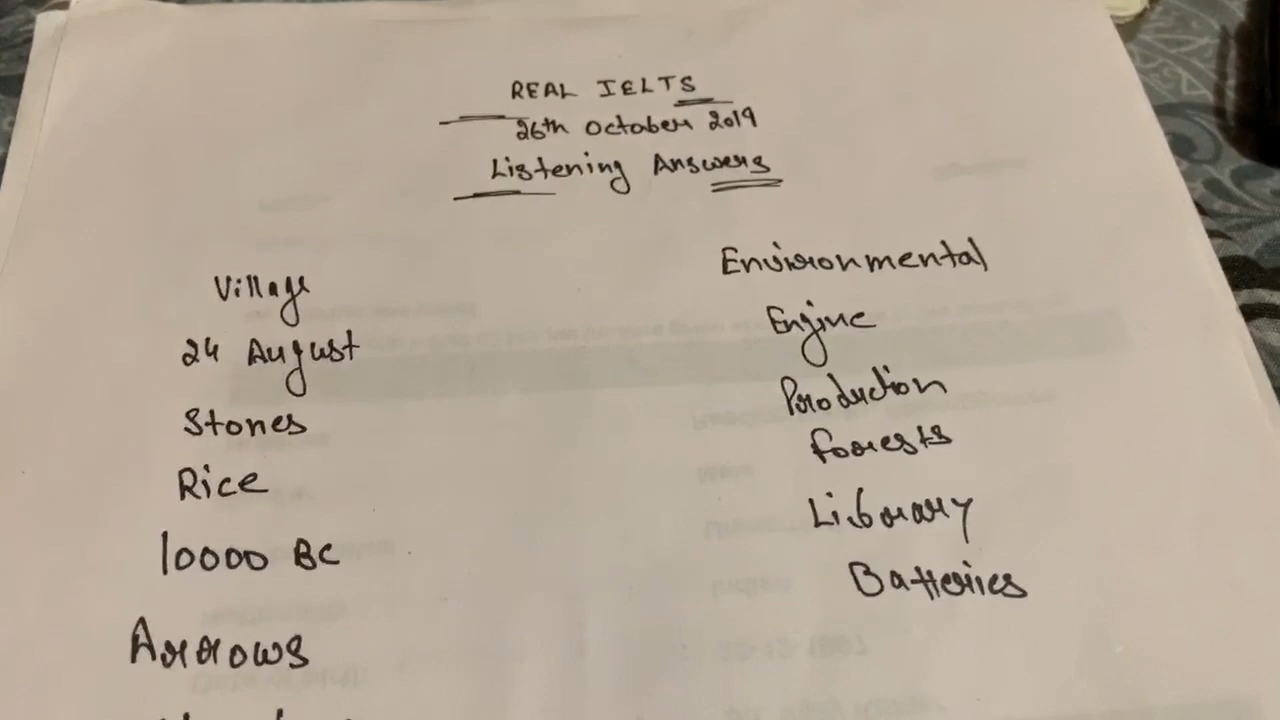 REAL IELTS
26th October 2019
Listening Answers
Village
24 August
Stones
Rice
10000 BC
Arrows
Environmental
Engine
Production
forests
Library
Batteries